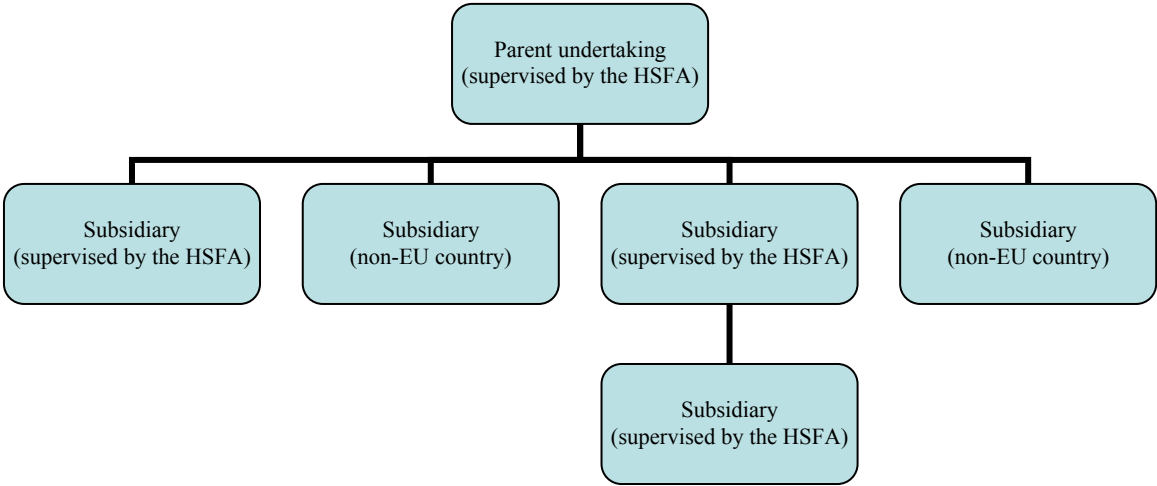 Parent undertaking
(supervised by the HSFA)
Subsidiary
(supervised by the HSFA)
Subsidiary
(non-EU country)
Subsidiary
(supervised by the HSFA)
Subsidiary
(non-EU country)
Subsidiary
(supervised by the HSFA)